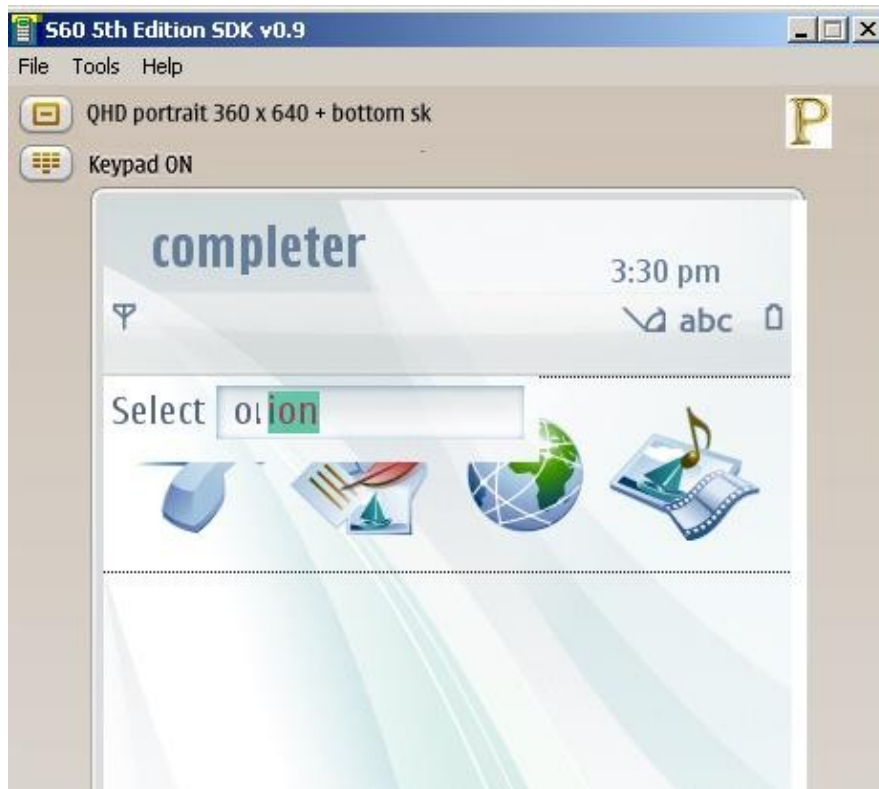 S60 5th Edition SDK v0.9
File Tools Help
QHD portrait 360 x 640 + bottom sk
P
Keypad ON
completer
3:30 pm
abc
Select